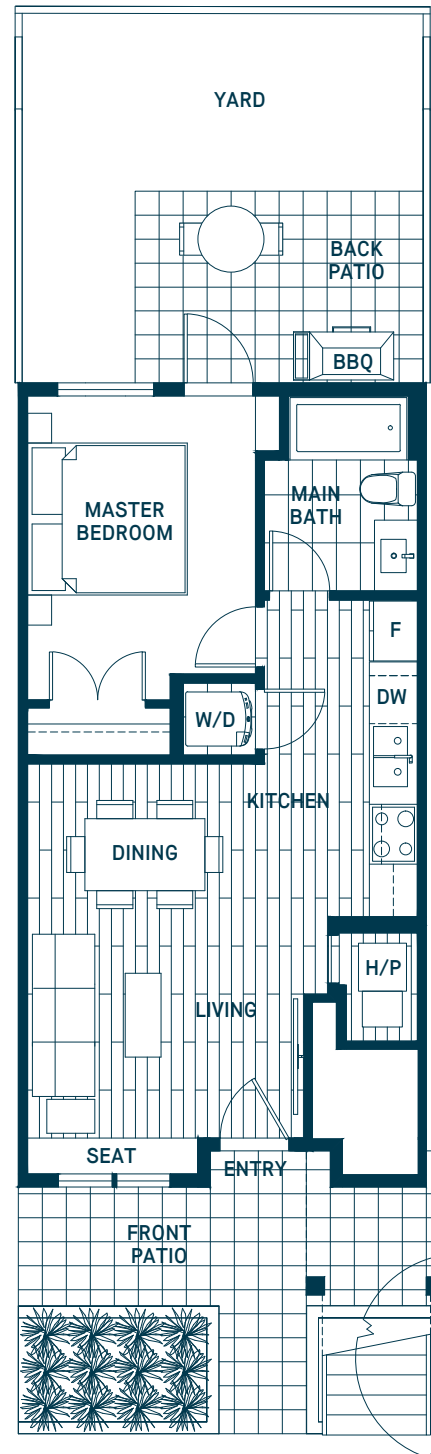 YARD
BACK
PATIO
BBQ
MASTER
BEDROOM
MAIN
BATH
F
DW
W/D
KITCHEN
DINING
H/P
LIVING
SEAT
ENTRY
FRONT
PATIO